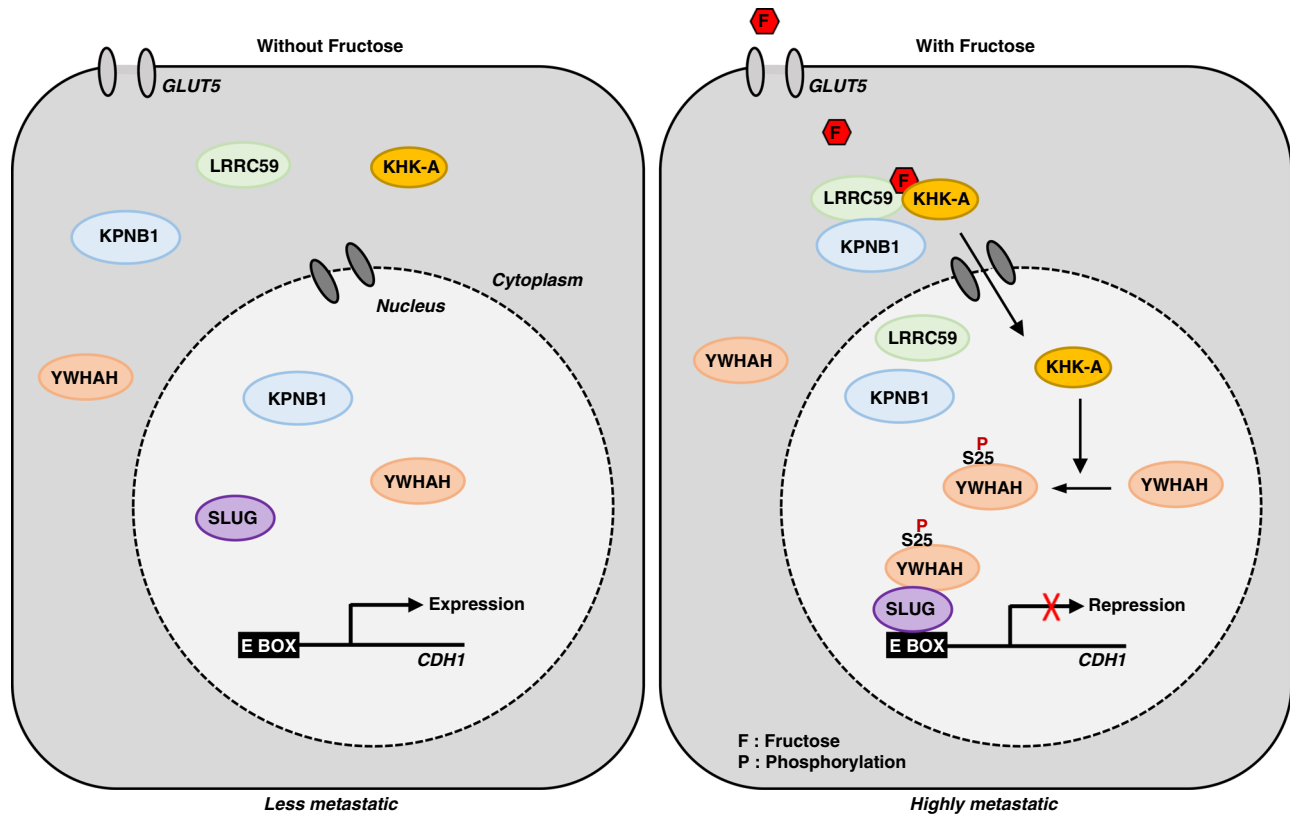 Without Fructose
GLUT5
LRRC59
KHK-A
KPNB1
Cytoplasm
Nucleus
YWHAH
KPNB1
YWHAH
SLUG
Expression
E BOX
CDH1
Less metastatic
F
With Fructose
GLUT5
F
F
LRRC59
KHK-A
KPNB1
LRRC59
YWHAH
KHK-A
KPNB1
P
S25
YWHAH
YWHAH
P
S25
YWHAH
SLUG
Repression
E BOX
CDH1
F : Fructose
P : Phosphorylation
Highly metastatic